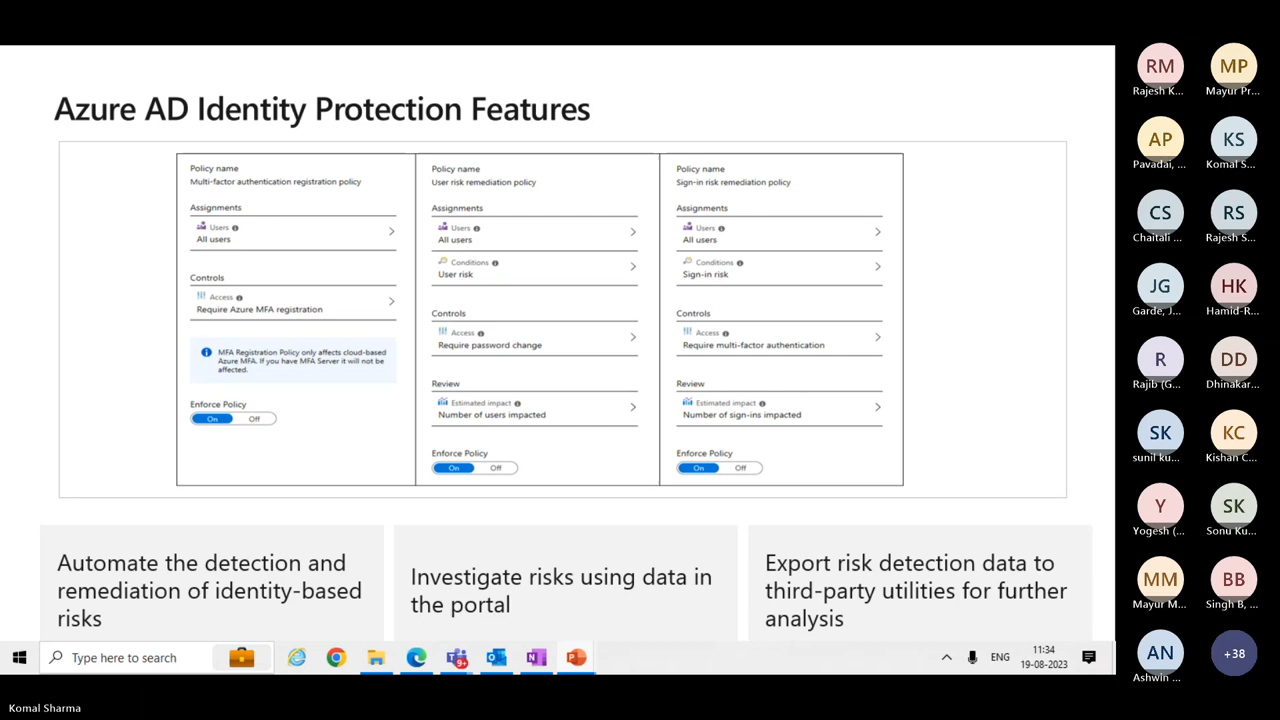 Azure AD Identity Protection Features
Policy name
Multi-factor authentication registration policy
Assignments
Users
All users
Controls
Access
Require Azure MFA registration
MFA Registration Policy only affects cloud-based
Azure MFA. If you have MFA Server it will not be
affected.
Enforce Policy
On Off
Policy name
User risk remediation policy
Assignments
Users
All users
Conditions
User risk
Controls
Access
Require password change
Review
Estimated impact
Number of users impacted
Enforce Policy
On Off
Policy name
Sign-in risk remediation policy
Assignments
Users
All users
Conditions
Sign-in risk
Controls
Access
Require multi-factor authentication
Review
Estimated impact
Number of sign-ins impacted
Enforce Policy
On Off
Automate the detection and
remediation of identity-based
risks
Investigate risks using data in
the portal
Export risk detection data to
third-party utilities for further
analysis
Type here to search
9+
ENG
11:34
19-08-2023
RM
Rajesh K...
MP
Mayur Pr...
AP
Pavadai, ...
KS
Komal S...
CS
Chaitali ...
RS
Rajesh S...
JG
Garde, J...
HK
Hamid-R...
R
Rajib (G...
DD
Dhinakar...
SK
sunil ku...
KC
Kishan C...
Y
Yogesh (...
SK
Sonu Ku...
MM
Mayur M...
BB
Singh B, ...
AN
Ashwin ...
+38
Komal Sharma